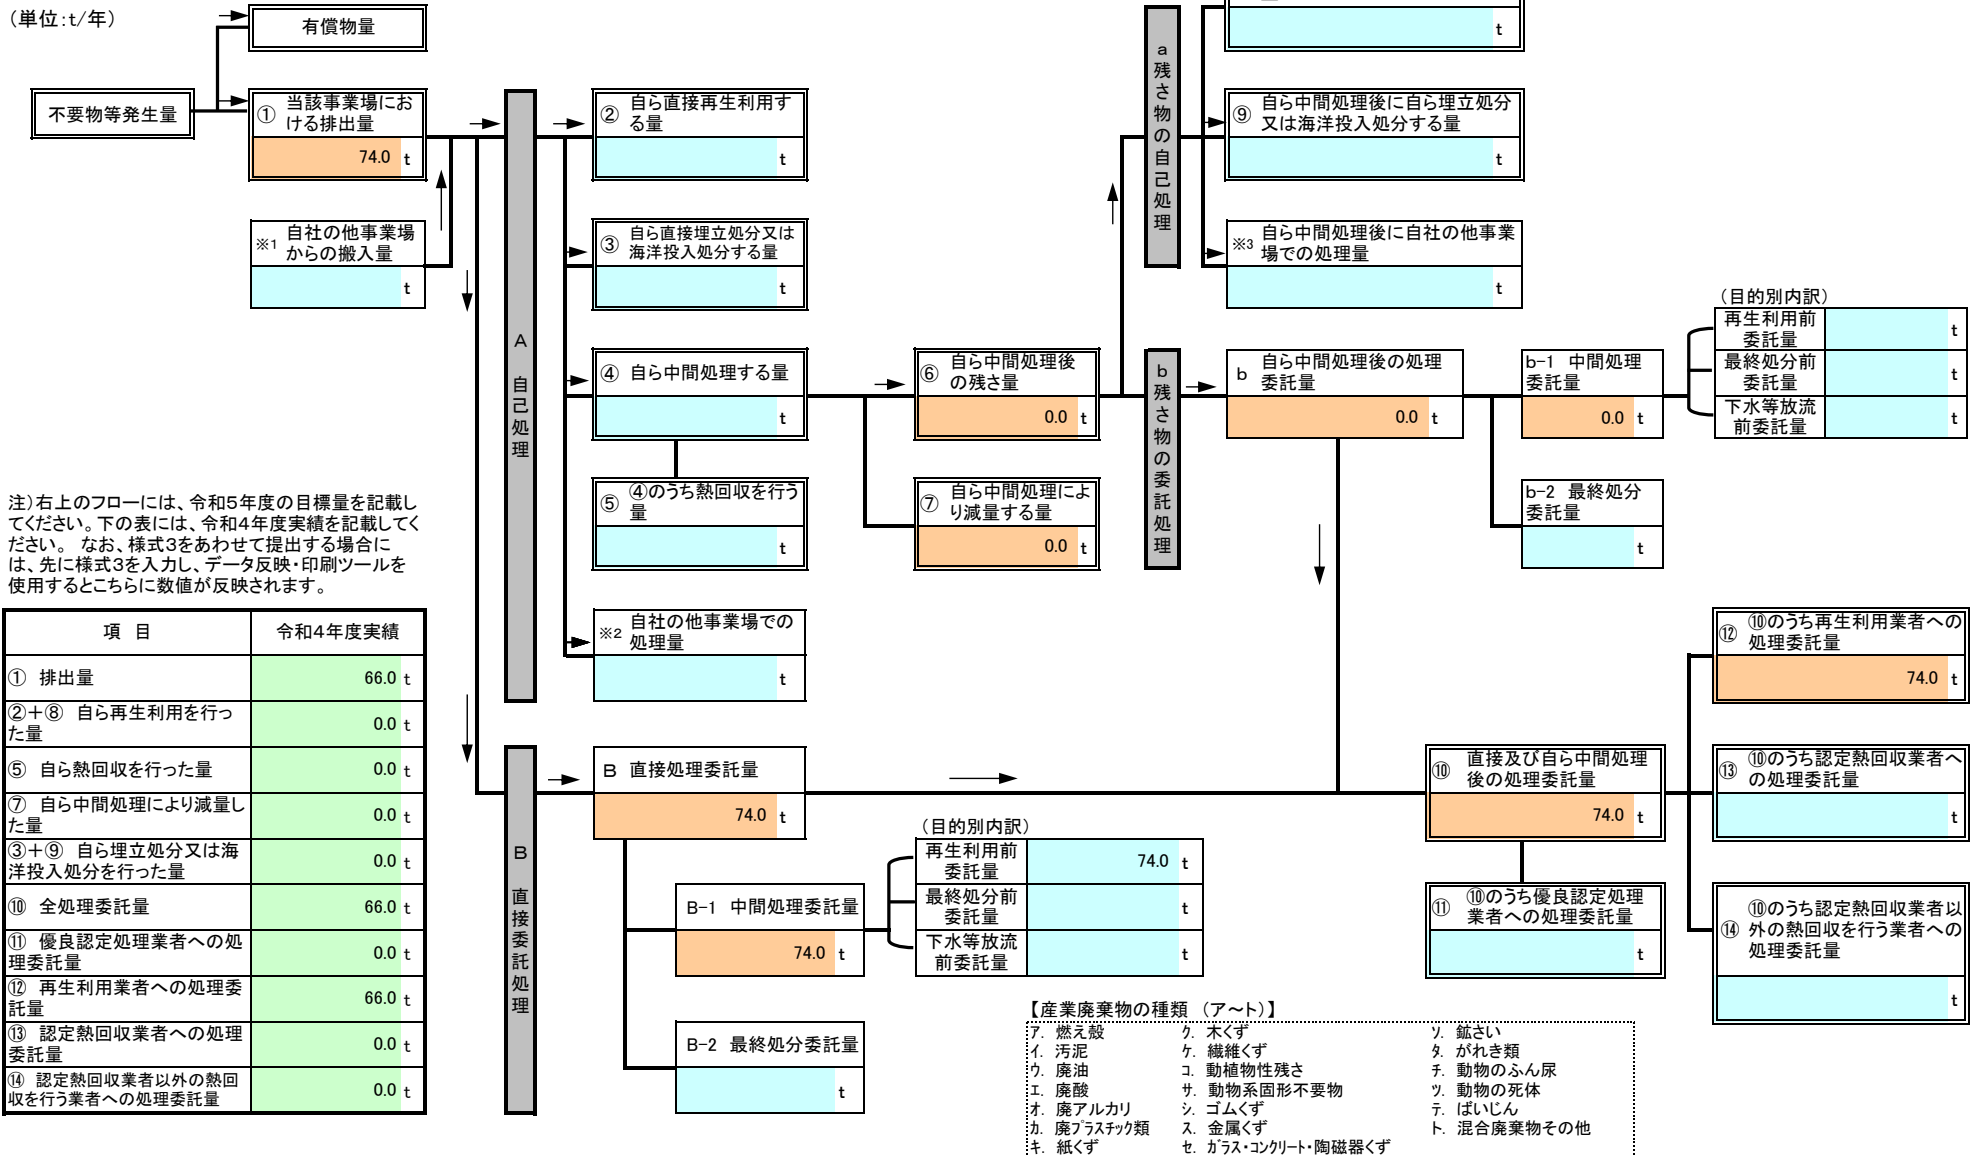 (単位:t/年)
有償物量
t
不要物等発生量
① 当該事業場にお
ける排出量
74.0 t
※1 自社の他事業場
からの搬入量
t
A 自己処理
② 自ら直接再生利用す
る量
t
③ 自ら直接埋立処分又は
海洋投入処分する量
t
④ 自ら中間処理する量
t
⑤ ④のうち熱回収を行う
量
t
※2 自社の他事業場での
処理量
t
⑥ 自ら中間処理後
の残さ量
0.0 t
⑦ 自ら中間処理によ
り減量する量
0.0 t
a 残さ物の自己処理
⑨ 自ら中間処理後に自ら埋立処分
又は海洋投入処分する量
t
※3 自ら中間処理後に自社の他事業
場での処理量
t
b 残さ物の委託処理
b 自ら中間処理後の処理
委託量
0.0 t
b-1 中間処理
委託量
0.0 t
b-2 最終処分
委託量
t
(目的別内訳)
再生利用前
委託量
t
最終処分前
委託量
t
下水等放流
前委託量
t
注)右上のフローには、令和5年度の目標量を記載し
てください。下の表には、令和4年度実績を記載してく
ださい。 なお、様式3をあわせて提出する場合に
は、先に様式3を入力し、データ反映・印刷ツールを
使用するとこちらに数値が反映されます。
項 目 令和4年度実績
① 排出量 66.0 t
②+⑧ 自ら再生利用を行っ
た量 0.0 t
⑤ 自ら熱回収を行った量 0.0 t
⑦ 自ら中間処理により減量し
た量 0.0 t
③+⑨ 自ら埋立処分又は海
洋投入処分を行った量 0.0 t
⑩ 全処理委託量 66.0 t
⑪ 優良認定処理業者への処
理委託量 0.0 t
⑫ 再生利用業者への処理委
託量 66.0 t
⑬ 認定熱回収業者への処理
委託量 0.0 t
⑭ 認定熱回収業者以外の熱回
収を行う業者への処理委託量 0.0 t
B 直接委託処理
B 直接処理委託量
74.0 t
B-1 中間処理委託量
74.0 t
B-2 最終処分委託量
t
(目的別内訳)
再生利用前
委託量
74.0 t
最終処分前
委託量
t
下水等放流
前委託量
t
⑩ 直接及び自ら中間処理
後の処理委託量
74.0 t
⑪ ⑩のうち優良認定処理
業者への処理委託量
t
⑫ ⑩のうち再生利用業者への
処理委託量
74.0 t
⑬ ⑩のうち認定熱回収業者へ
の処理委託量
t
⑭ ⑩のうち認定熱回収業者以
外の熱回収を行う業者への
処理委託量
t
【産業廃棄物の種類 (ア~ト)】
ア. 燃え殻 ク. 木くず ソ. 鉱さい
イ. 汚泥 ケ. 繊維くず タ. がれき類
ウ. 廃油 コ. 動植物性残さ チ. 動物のふん尿
エ. 廃酸 サ. 動物系固形不要物 ツ. 動物の死体
オ. 廃アルカリ シ. ゴムくず テ. ばいじん
カ. 廃プラスチック類 ス. 金属くず ト. 混合廃棄物その他
キ. 紙くず セ. ガラス・コンクリート・陶磁器くず